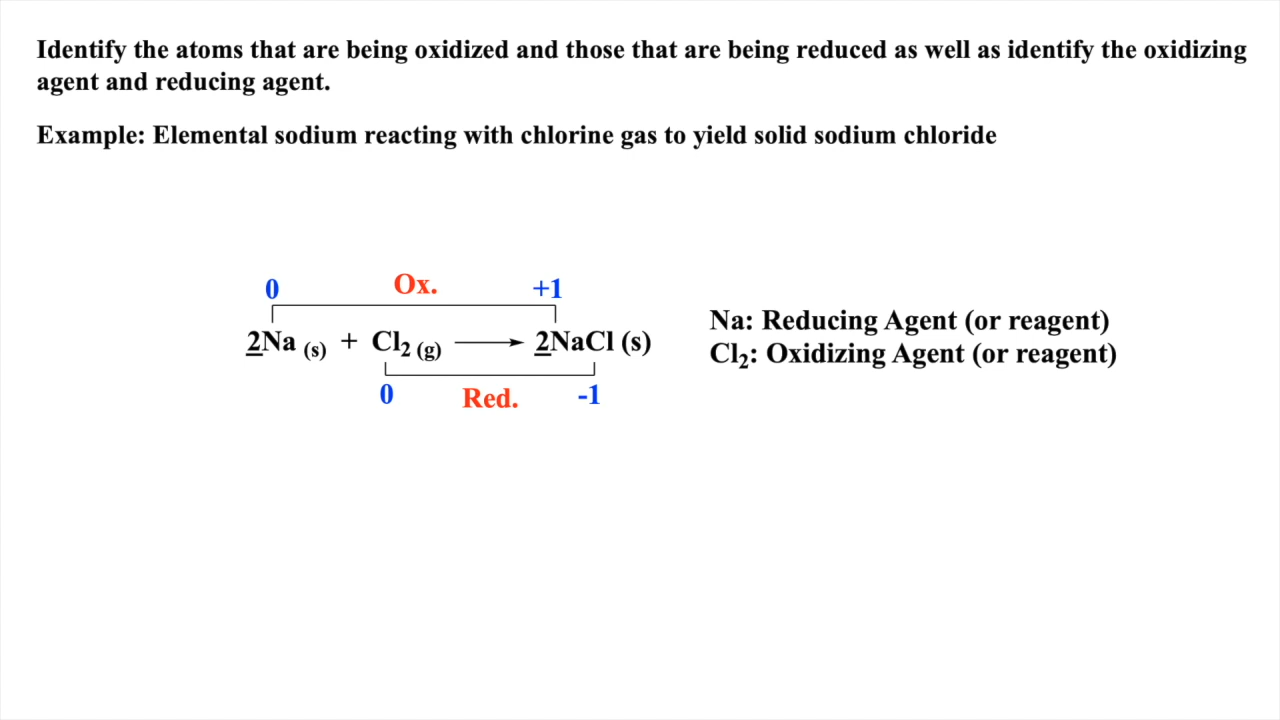 Identify the atoms that are being oxidized and those that are being reduced as well as identify the oxidizing
agent and reducing agent.
Example: Elemental sodium reacting with chlorine gas to yield solid sodium chloride
0 Ox. +1
2Na (s) + Cl₂ (g) ⟶ 2NaCl (s)
0 Red. -1
Na: Reducing Agent (or reagent)
Cl₂: Oxidizing Agent (or reagent)